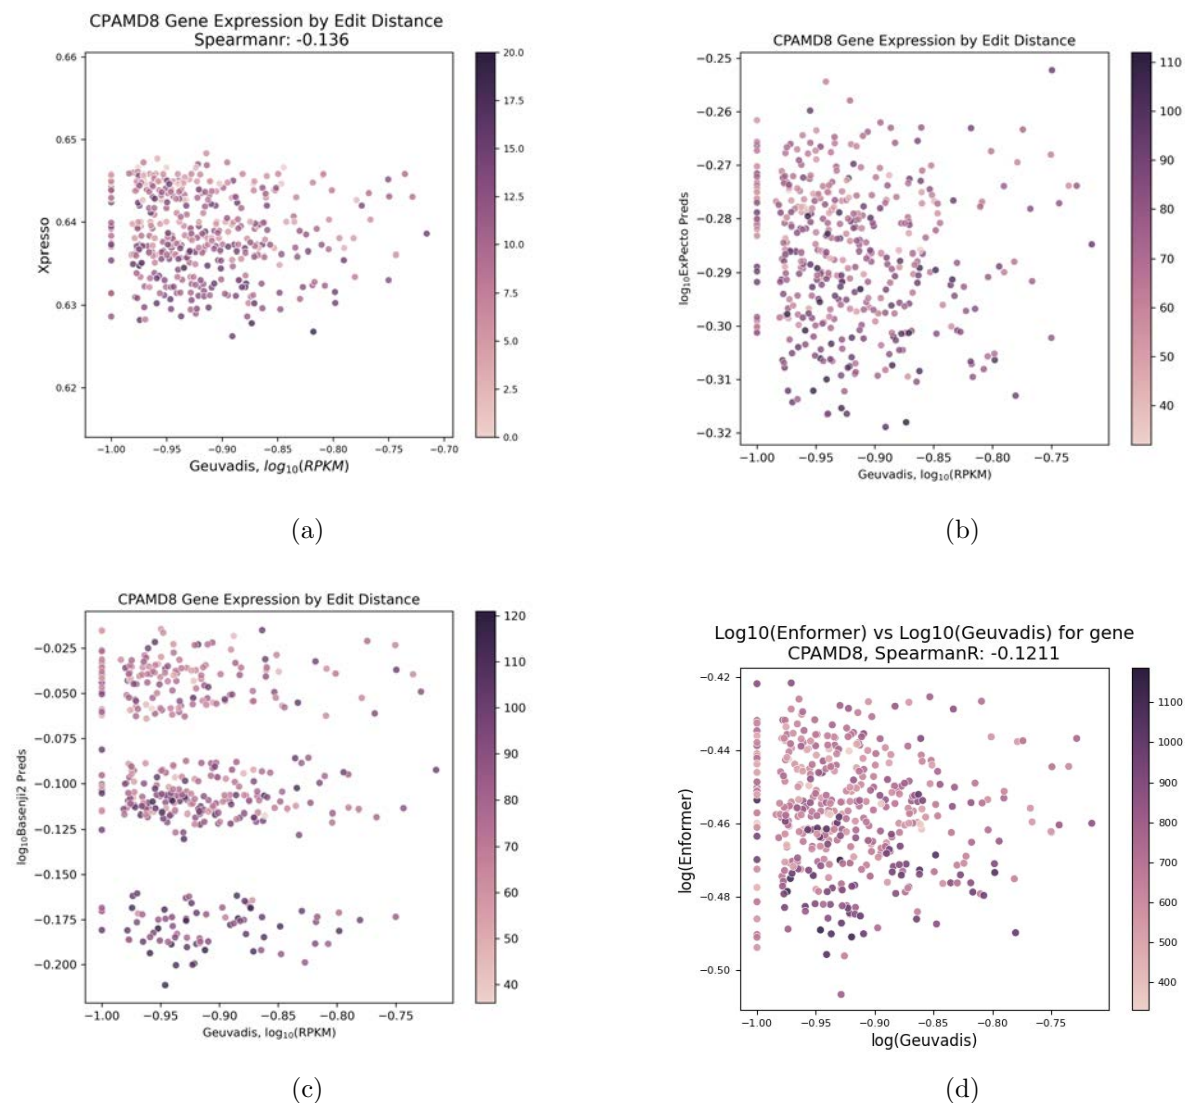 CPAMD8 Gene Expression by Edit Distance
Spearmanr: -0.136
0.66
0.65
0.64
0.63
0.62
Xpresso
−1.00 −0.95 −0.90 −0.85 −0.80 −0.75 −0.70
Geuvadis, log10(RPKM)
20.0
17.5
15.0
12.5
10.0
7.5
5.0
2.5
0.0
(a)
CPAMD8 Gene Expression by Edit Distance
−0.25
−0.26
−0.27
−0.28
−0.29
−0.30
−0.31
−0.32
log10ExPecto Preds
−1.00 −0.95 −0.90 −0.85 −0.80 −0.75
Geuvadis, log10(RPKM)
110
100
90
80
70
60
50
40
(b)
CPAMD8 Gene Expression by Edit Distance
−0.025
−0.050
−0.075
−0.100
−0.125
−0.150
−0.175
−0.200
log10Basenji2 Preds
−1.00 −0.95 −0.90 −0.85 −0.80 −0.75
Geuvadis, log10(RPKM)
120
110
100
90
80
70
60
50
40
(c)
Log10(Enformer) vs Log10(Geuvadis) for gene
CPAMD8, SpearmanR: -0.1211
−0.42
−0.44
−0.46
−0.48
−0.50
log(Enformer)
−1.00 −0.95 −0.90 −0.85 −0.80 −0.75
log(Geuvadis)
1100
1000
900
800
700
600
500
400
(d)